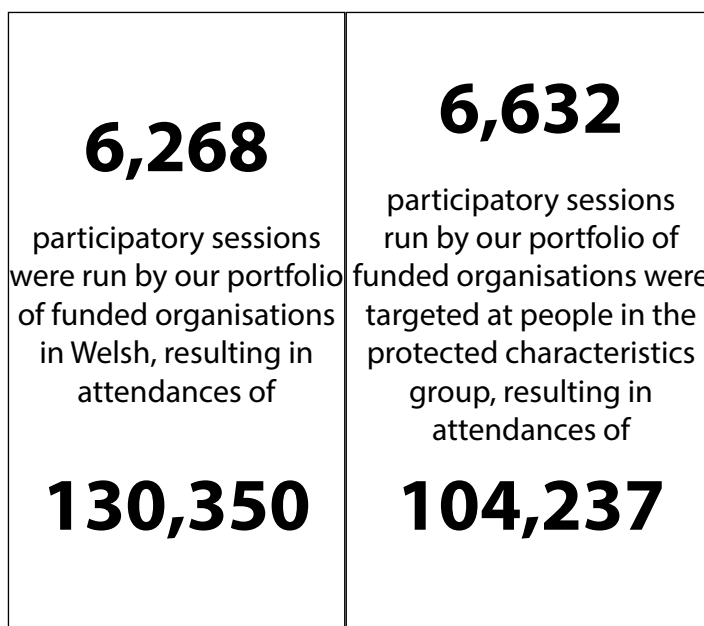 6,268
participatory sessions
were run by our portfolio
of funded organisations
in Welsh, resulting in
attendances of
130,350
6,632
participatory sessions
run by our portfolio of
funded organisations were
targeted at people in the
protected characteristics
group, resulting in
attendances of
104,237